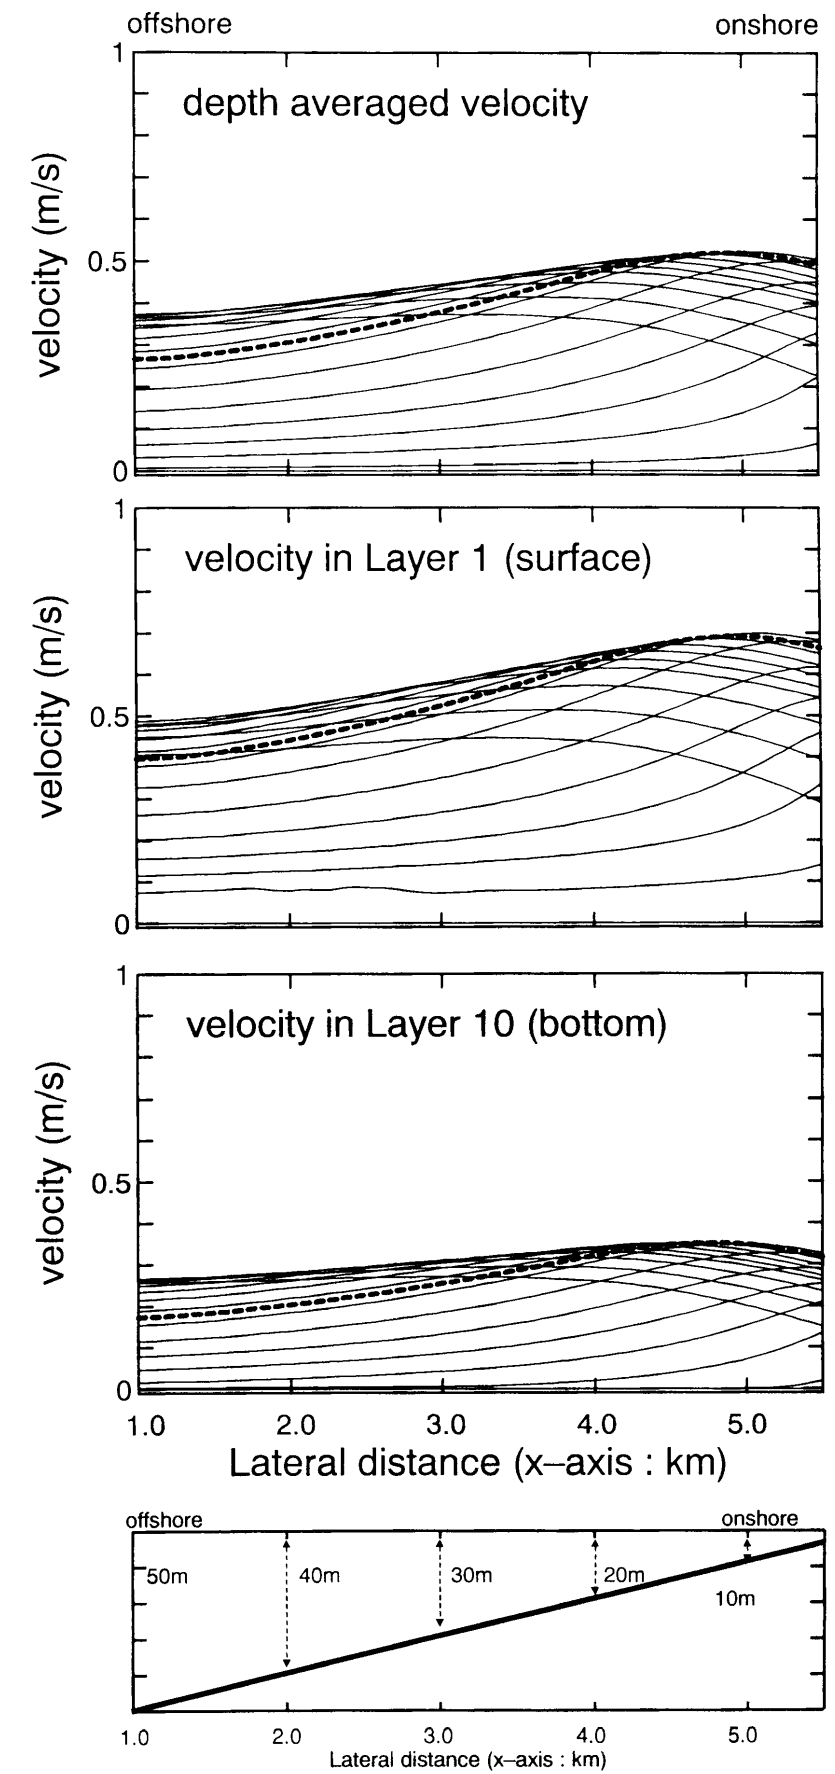 offshore onshore
1
depth averaged velocity
velocity (m/s)
0.5
0
1
velocity in Layer 1 (surface)
velocity (m/s)
0.5
0
1
velocity in Layer 10 (bottom)
velocity (m/s)
0.5
0
1.0 2.0 3.0 4.0 5.0
Lateral distance (x–axis : km)
offshore onshore
50m 40m 30m 20m 10m
1.0 2.0 3.0 4.0 5.0
Lateral distance (x–axis : km)